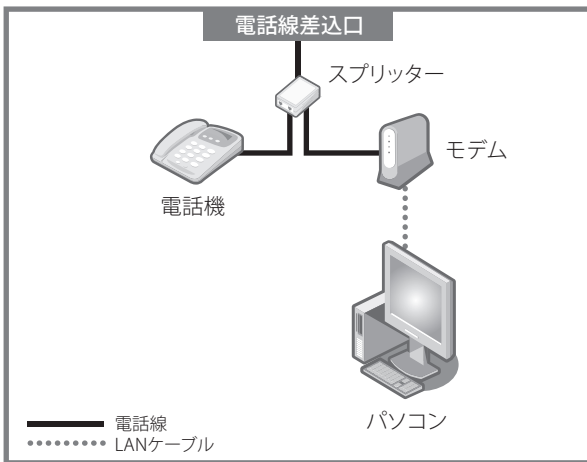 電話線差込口
スプリッター
モデム
電話機
パソコン
電話線
LANケーブル